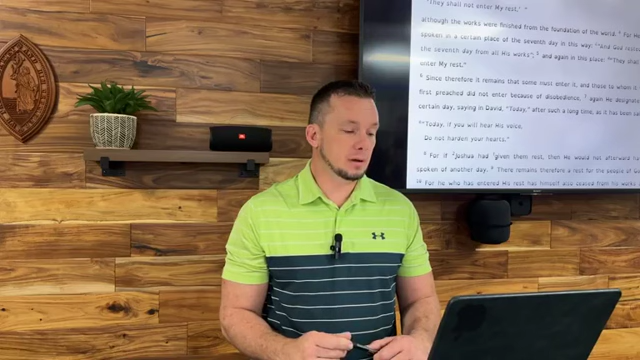 "They shall not enter My rest,' "
although the works were finished from the foundation of the world. ⁴ For He
spoken in a certain place of the seventh day in this way: "And God rested
the seventh day from all His works"; ⁵ and again in this place: "They shall
enter My rest."
⁶ Since therefore it remains that some must enter it, and those to whom it
first preached did not enter because of disobedience, ⁷ again He designates
certain day, saying in David, "Today," after such a long time, as it has been
"Today, if you will hear His voice,
Do not harden your hearts."
⁸ For if Joshua had given them rest, then He would not afterward have
spoken of another day. ⁹ There remains therefore a rest for the people of
¹⁰ For he who has entered His rest has himself also ceased from his works
JBL